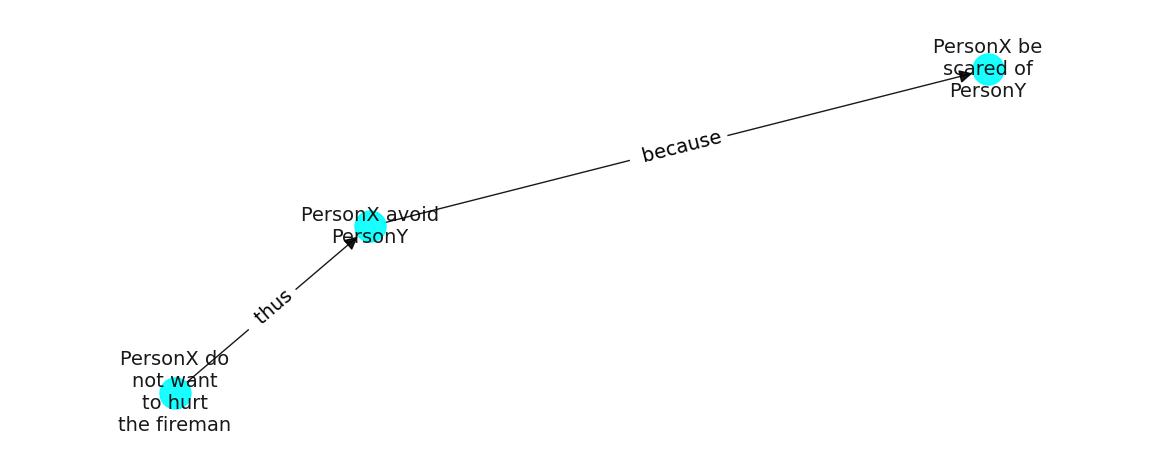 PersonX be
scared of
PersonY
because
PersonX avoid
PersonY
thus
PersonX do
not want
to hurt
the fireman